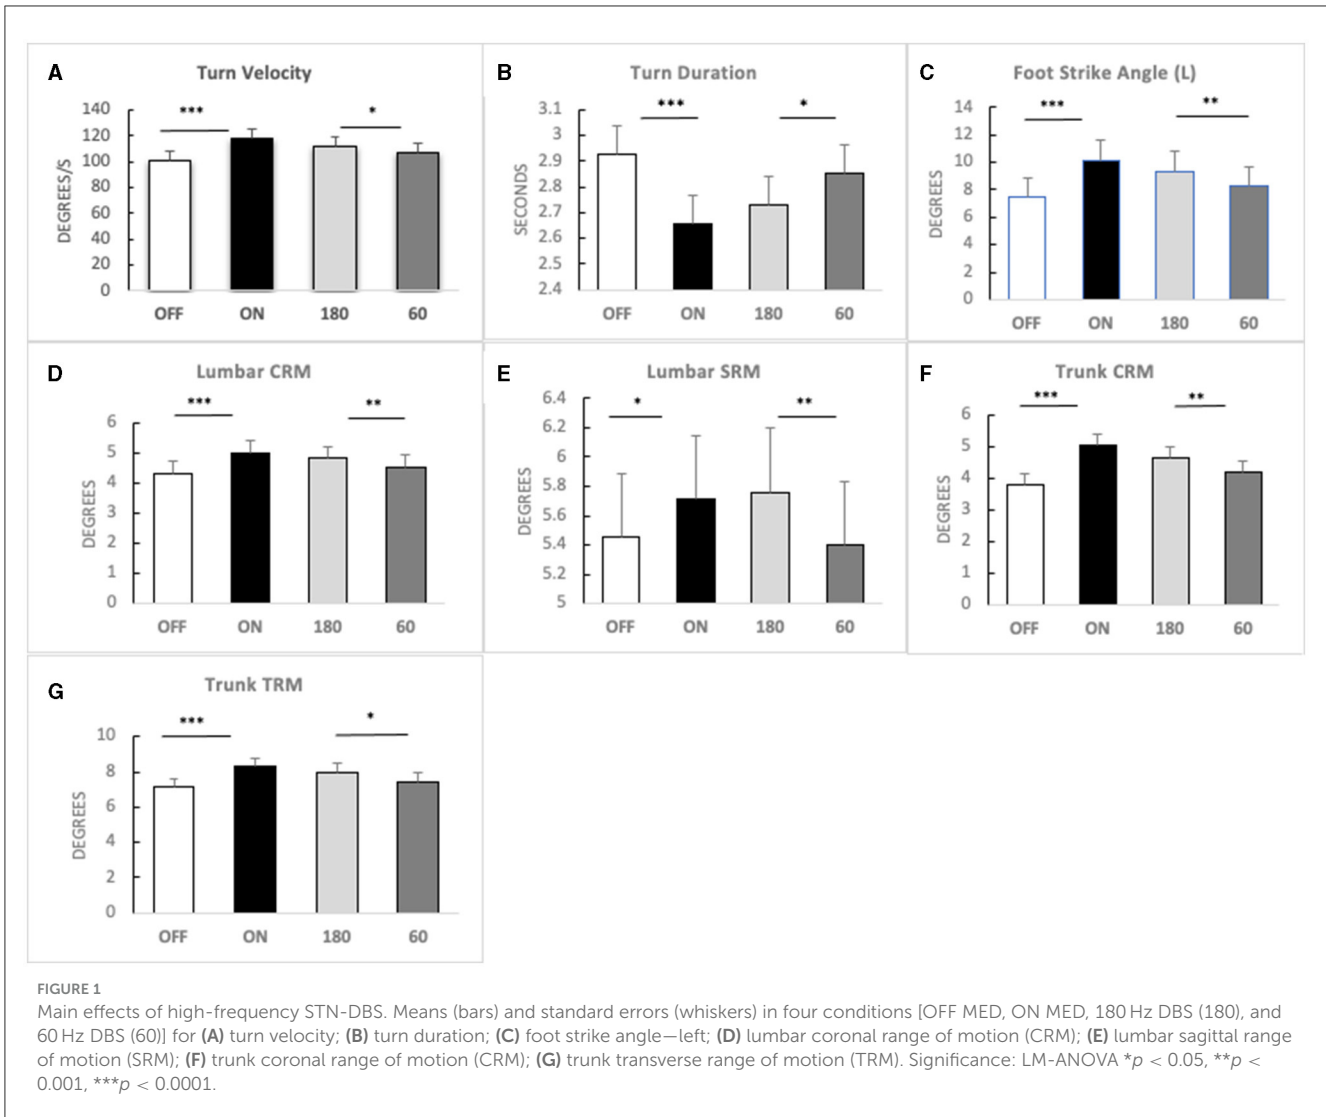 A
Turn Velocity
***
*
140
120
100
80
60
40
20
0
DEGREES/S
OFF ON 180 60
B
Turn Duration
***
*
3.1
3
2.9
2.8
2.7
2.6
2.5
2.4
SECONDS
OFF ON 180 60
C
Foot Strike Angle (L)
***
**
14
12
10
8
6
4
2
0
DEGREES
OFF ON 180 60
D
Lumbar CRM
***
**
6
5
4
3
2
1
0
DEGREES
OFF ON 180 60
E
Lumbar SRM
*
**
6.4
6.2
6
5.8
5.6
5.4
5.2
5
DEGREES
OFF ON 180 60
F
Trunk CRM
***
**
6
5
4
3
2
1
0
DEGREES
OFF ON 180 60
G
Trunk TRM
***
*
10
8
6
4
2
0
DEGREES
OFF ON 180 60
FIGURE 1
Main effects of high-frequency STN-DBS. Means (bars) and standard errors (whiskers) in four conditions [OFF MED, ON MED, 180 Hz DBS (180), and
60 Hz DBS (60)] for (A) turn velocity; (B) turn duration; (C) foot strike angle—left; (D) lumbar coronal range of motion (CRM); (E) lumbar sagittal range
of motion (SRM); (F) trunk coronal range of motion (CRM); (G) trunk transverse range of motion (TRM). Significance: LM-ANOVA *p < 0.05, **p <
0.001, ***p < 0.0001.